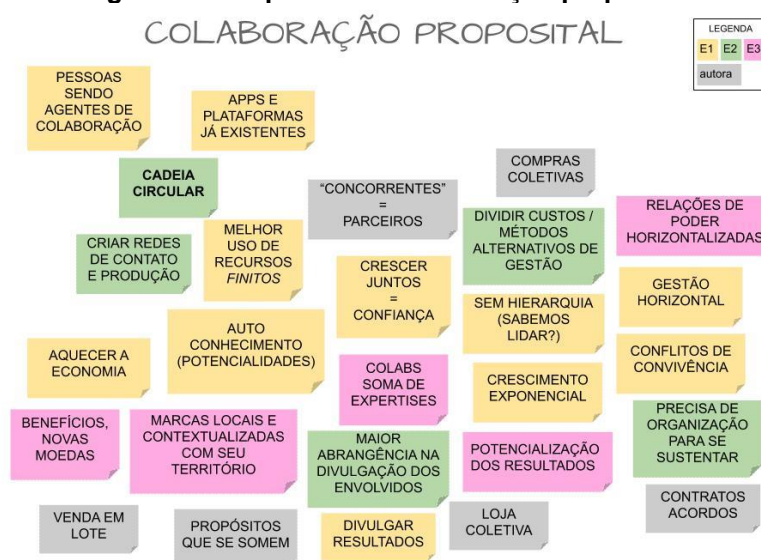 COLABORAÇÃO PROPOSITAL
LEGENDA
E1 E2 E3
autora
PESSOAS
SENDO
AGENTES DE
COLABORAÇÃO
APPS E
PLATAFORMAS
JÁ EXISTENTES
CADEIA
CIRCULAR
"CONCORRENTES"
=
PARCEIROS
COMPRAS
COLETIVAS
RELAÇÕES DE
PODER
HORIZONTALIZADAS
CRIAR REDES
DE CONTATO
E PRODUÇÃO
MELHOR
USO DE
RECURSOS
FINITOS
DIVIDIR CUSTOS /
MÉTODOS
ALTERNATIVOS DE
GESTÃO
CRESCER
JUNTOS
=
CONFIANÇA
GESTÃO
HORIZONTAL
AQUECER A
ECONOMIA
AUTO
CONHECIMENTO
(POTENCIALIDADES)
SEM HIERARQUIA
(SABEMOS
LIDAR?)
CONFLITOS DE
CONVIVÊNCIA
COLABS
SOMA DE
EXPERTISES
CRESCIMENTO
EXPONENCIAL
BENEFÍCIOS,
NOVAS
MOEDAS
MARCAS LOCAIS E
CONTEXTUALIZADAS
COM SEU
TERRITÓRIO
MAIOR
ABRANGÊNCIA NA
DIVULGAÇÃO DOS
ENVOLVIDOS
POTENCIALIZAÇÃO
DOS RESULTADOS
PRECISA DE
ORGANIZAÇÃO
PARA SE
SUSTENTAR
VENDA EM
LOTE
PROPÓSITOS
QUE SE SOMEM
DIVULGAR
RESULTADOS
LOJA
COLETIVA
CONTRATOS
ACORDOS